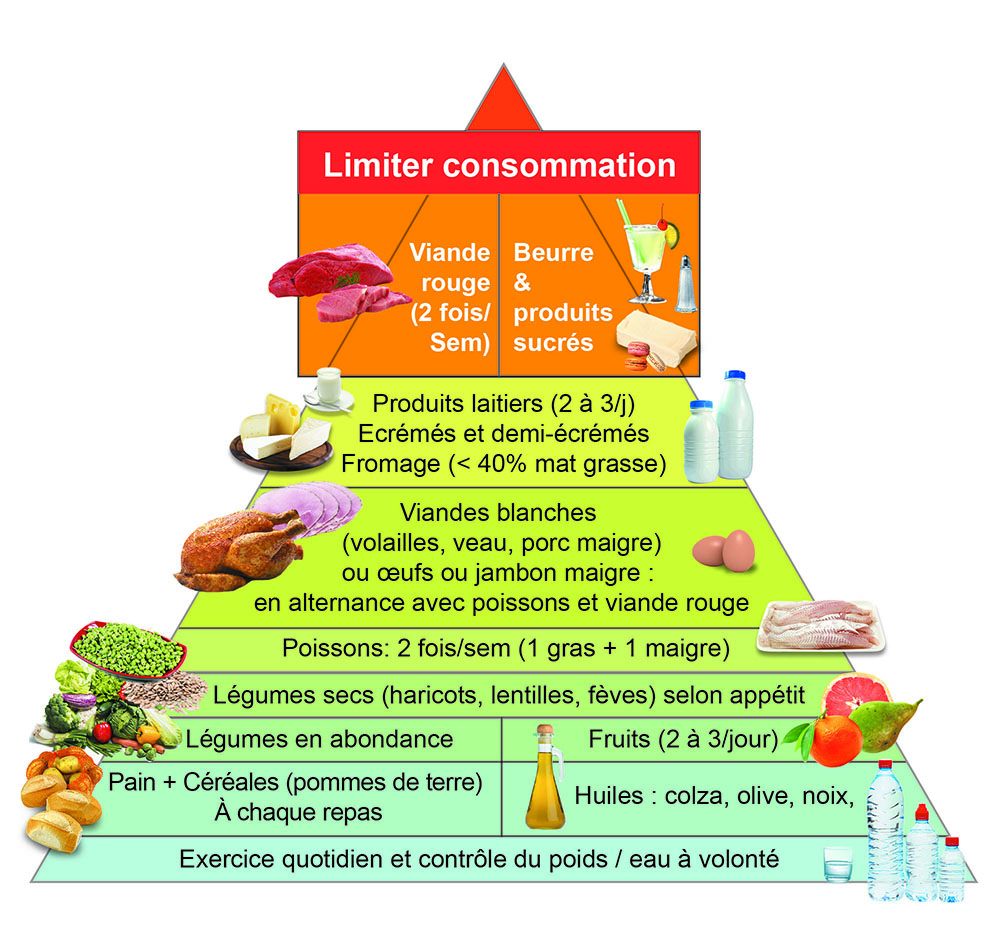 Limiter consommation
Viande
rouge
(2 fois/
Sem)
Beurre
&
produits
sucrés
Produits laitiers (2 à 3/j)
Ecrémés et demi-écrémés
Fromage (< 40% mat grasse)
Viandes blanches
(volailles, veau, porc maigre)
ou œufs ou jambon maigre :
en alternance avec poissons et viande rouge
Poissons: 2 fois/sem (1 gras + 1 maigre)
Légumes secs (haricots, lentilles, fèves) selon appétit
Légumes en abondance
Fruits (2 à 3/jour)
Pain + Céréales (pommes de terre)
À chaque repas
Huiles : colza, olive, noix,
Exercice quotidien et contrôle du poids / eau à volonté